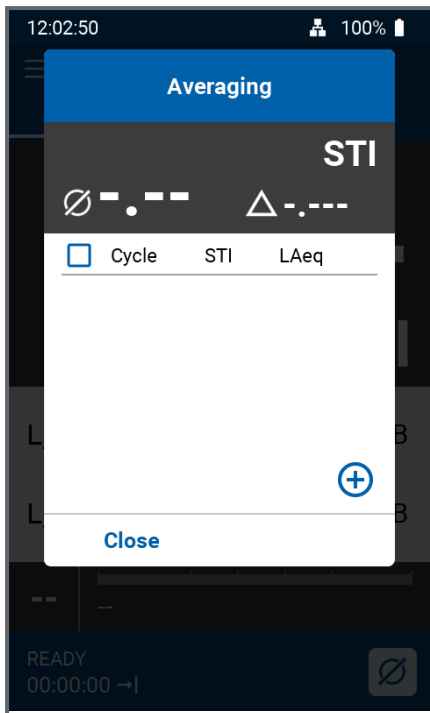 12:02:50 100%
Averaging
STI
Ø -.-- △ -.---
Cycle STI LAeq
L
B
L
B
Close
-- --
READY
00:00:00 →|
Ø